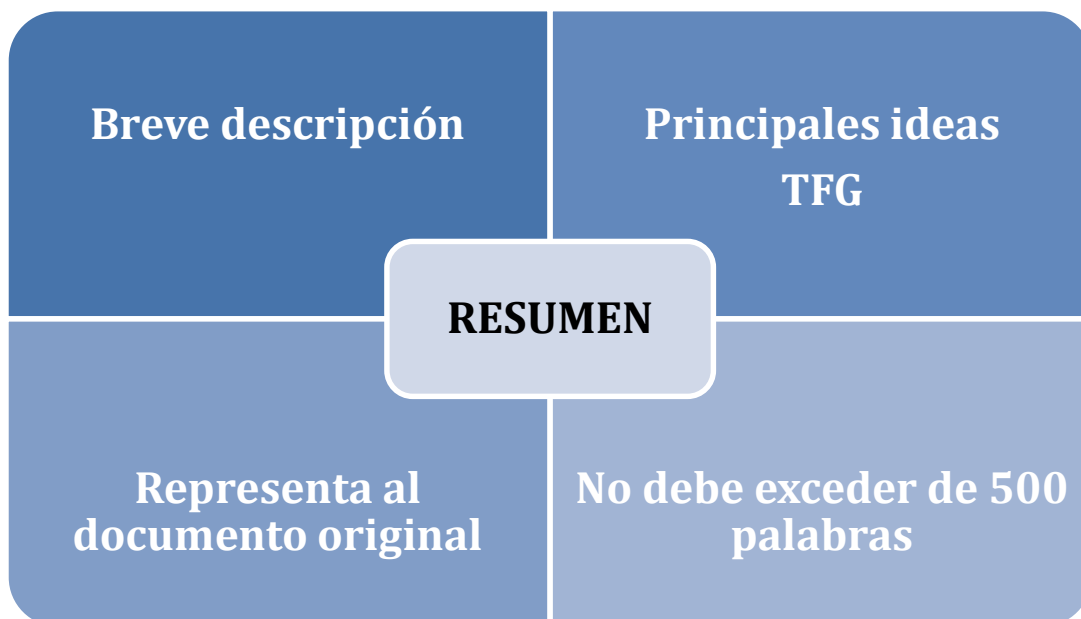 Breve descripción
Principales ideas
TFG
RESUMEN
Representa al
documento original
No debe exceder de 500
palabras